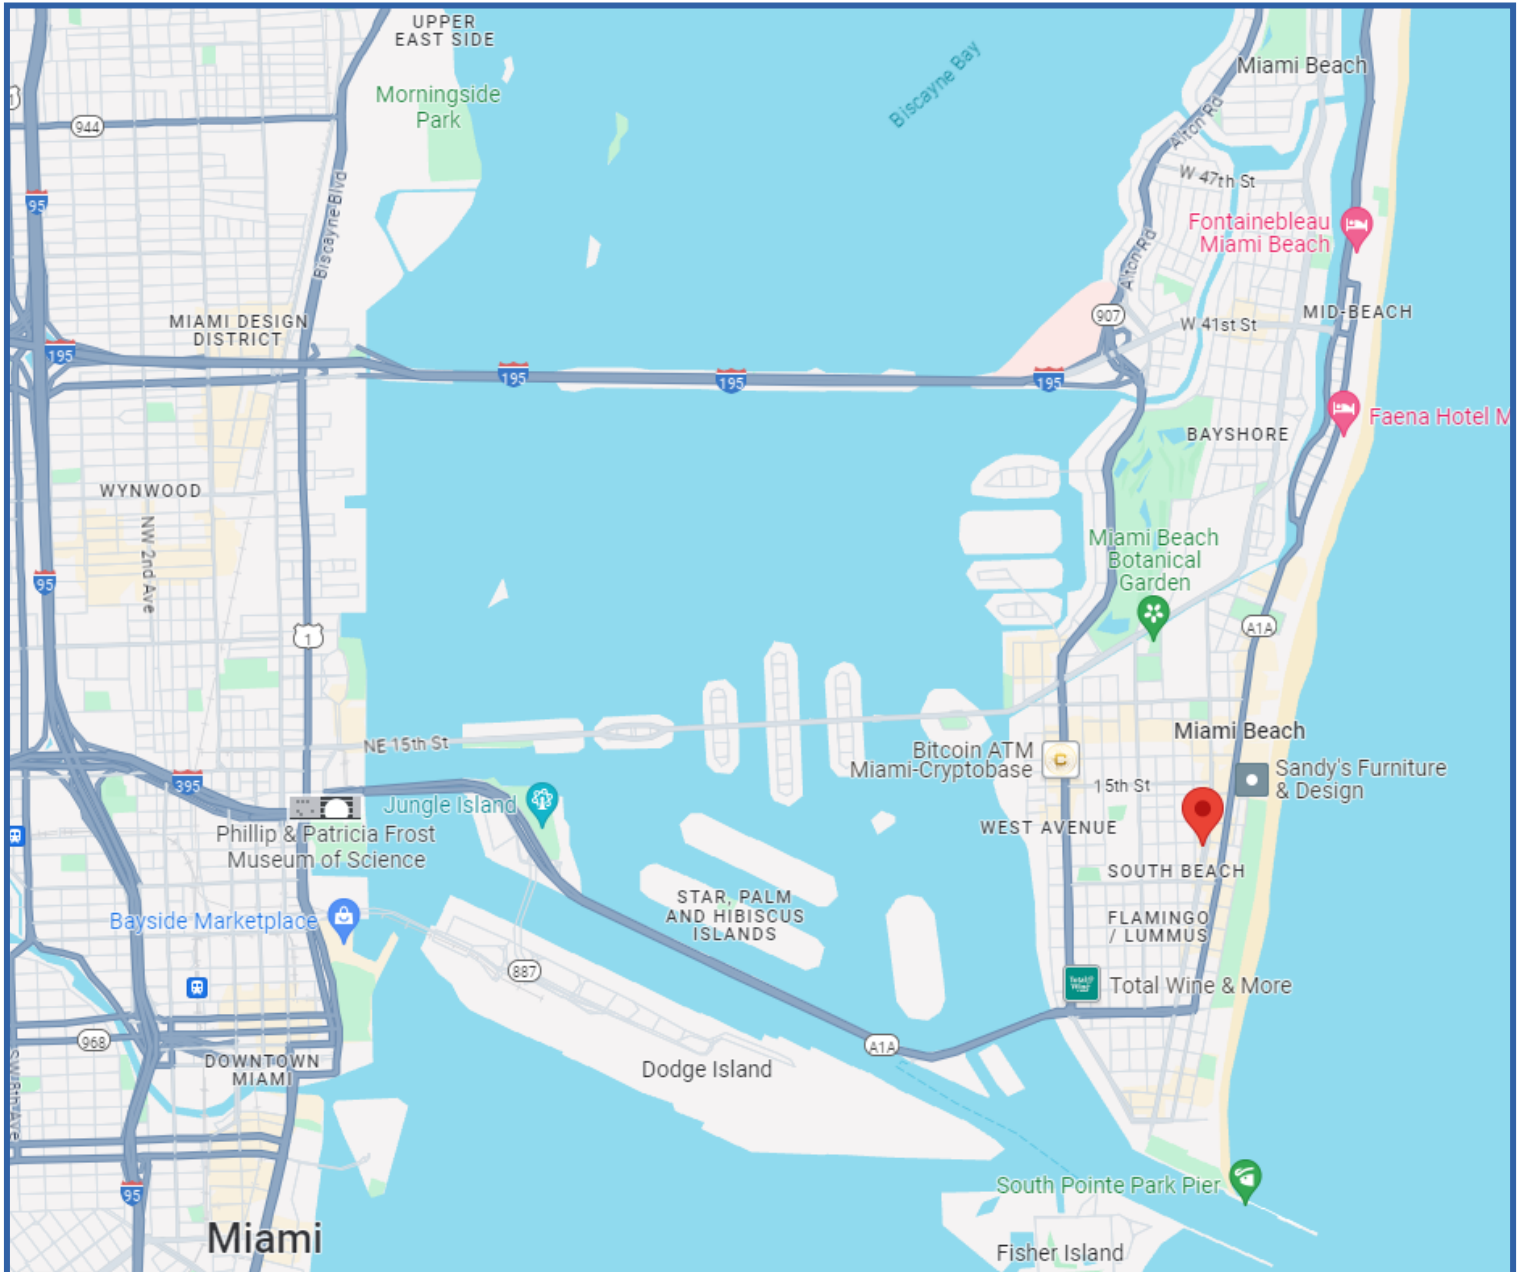 UPPER
EAST SIDE
Miami Beach
Biscayne Bay
Morningside
Park
944
Alton Rd
W 47th St
95
Biscayne Blvd
Fontainebleau
Miami Beach
Alton Rd
MIAMI DESIGN
DISTRICT
907
W 41st St
MID-BEACH
195
195
195
195
Faena Hotel M
BAYSHORE
WYNWOOD
NW 2nd Ave
Miami Beach
Botanical
Garden
95
1
A1A
NE 15th St
Miami Beach
Bitcoin ATM
Miami-Cryptobase
15th St
Sandy's Furniture
& Design
395
Jungle Island
WEST AVENUE
Phillip & Patricia Frost
Museum of Science
SOUTH BEACH
STAR, PALM
AND HIBISCUS
ISLANDS
FLAMINGO
/ LUMMUS
Bayside Marketplace
887
Total Wine
Total Wine & More
968
A1A
DOWNTOWN
MIAMI
Dodge Island
SW 8th Ave
95
South Pointe Park Pier
Miami
Fisher Island